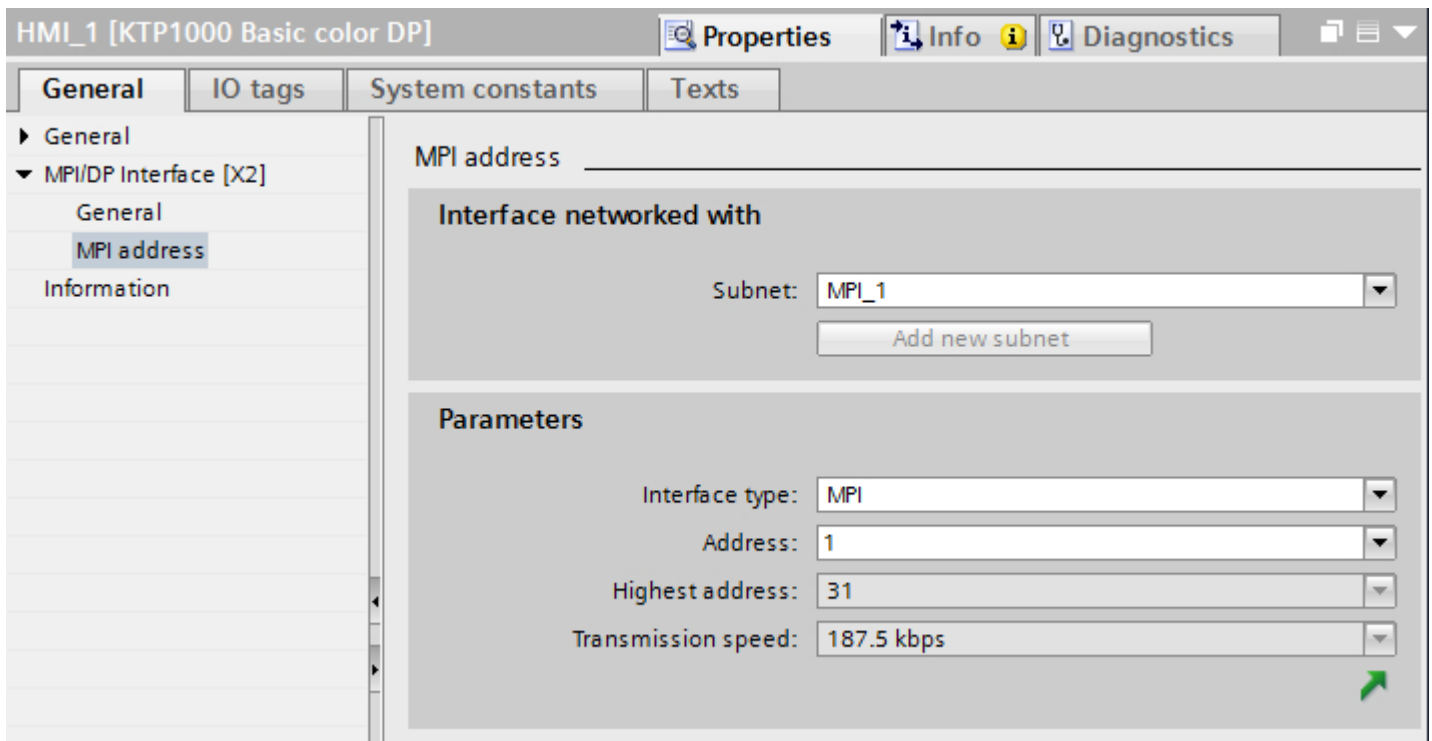 HMI_1 [KTP1000 Basic color DP]
Properties
Info
Diagnostics
General
IO tags
System constants
Texts
General
MPI/DP Interface [X2]
General
MPI address
Information
MPI address
Interface networked with
Subnet: MPI_1
Add new subnet
Parameters
Interface type: MPI
Address: 1
Highest address: 31
Transmission speed: 187.5 kbps